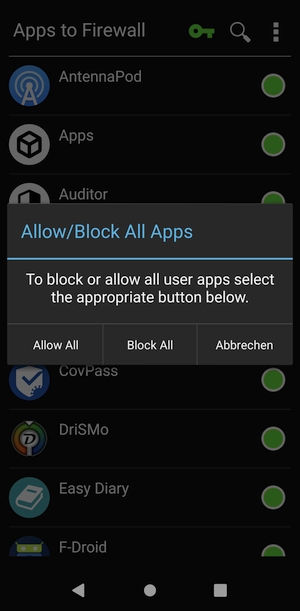 Apps to Firewall
AntennaPod
Apps
Auditor
Allow/Block All Apps
To block or allow all user apps select
the appropriate button below.
Allow All
Block All
Abbrechen
CovPass
DriSMo
Easy Diary
F-Droid